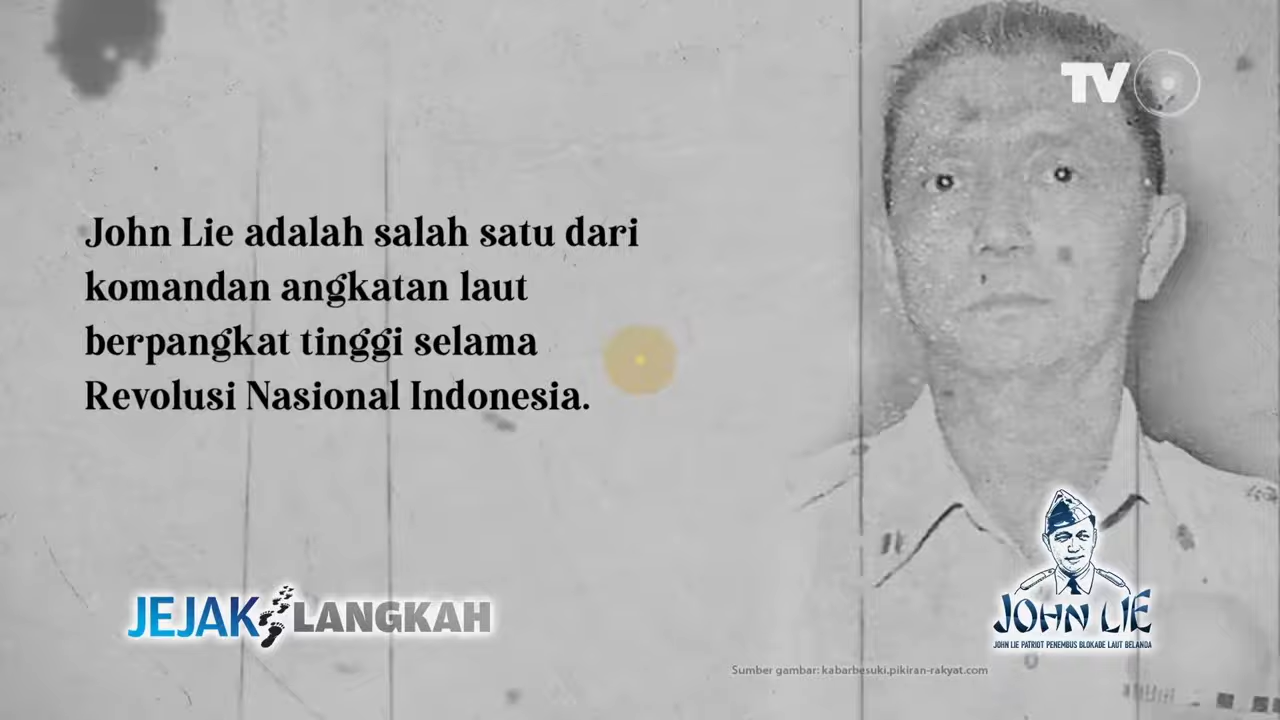 TV
John Lie adalah salah satu dari
komandan angkatan laut
berpangkat tinggi selama
Revolusi Nasional Indonesia.
JEJAK LANGKAH
JOHN LIE
JOHN LIE PATRIOT PENEMBUS BLOKADE LAUT BELANDA
Sumber gambar: kabarbesuki.pikiran-rakyat.com